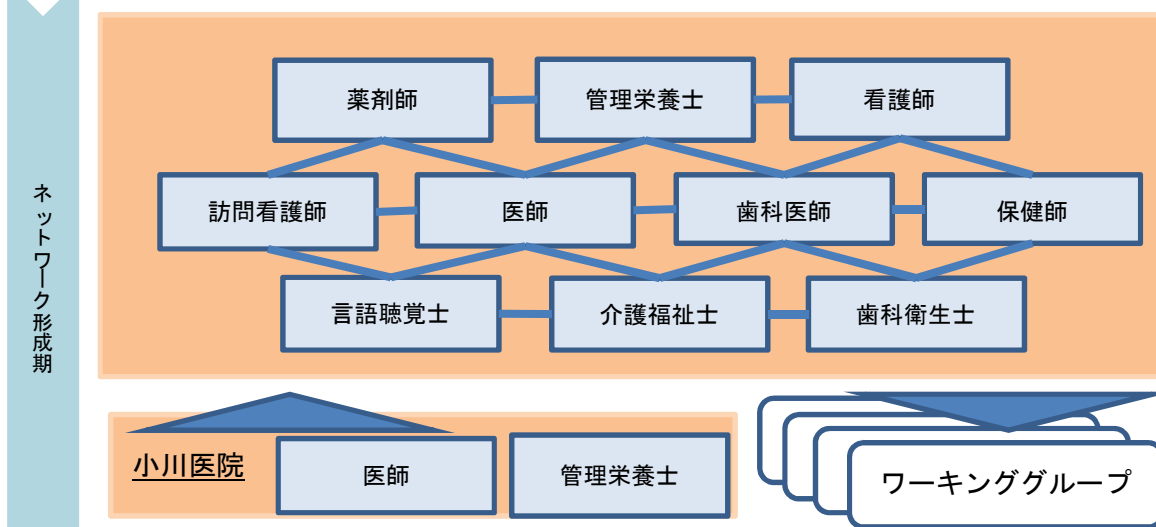 ネットワーク形成期
薬剤師
管理栄養士
看護師
訪問看護師
医師
歯科医師
保健師
言語聴覚士
介護福祉士
歯科衛生士
小川医院
医師
管理栄養士
ワーキンググループ